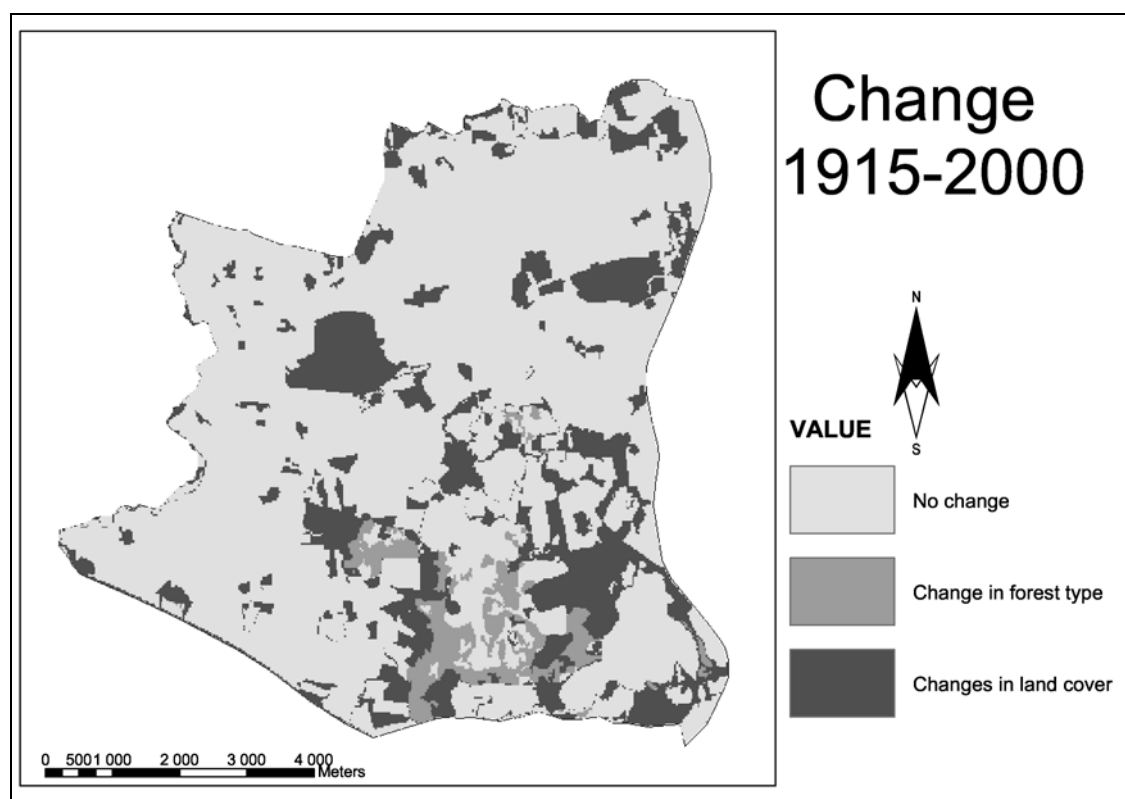 Change
1915-2000
N
S
VALUE
No change
Change in forest type
Changes in land cover
0 5001 000 2 000 3 000 4 000
Meters